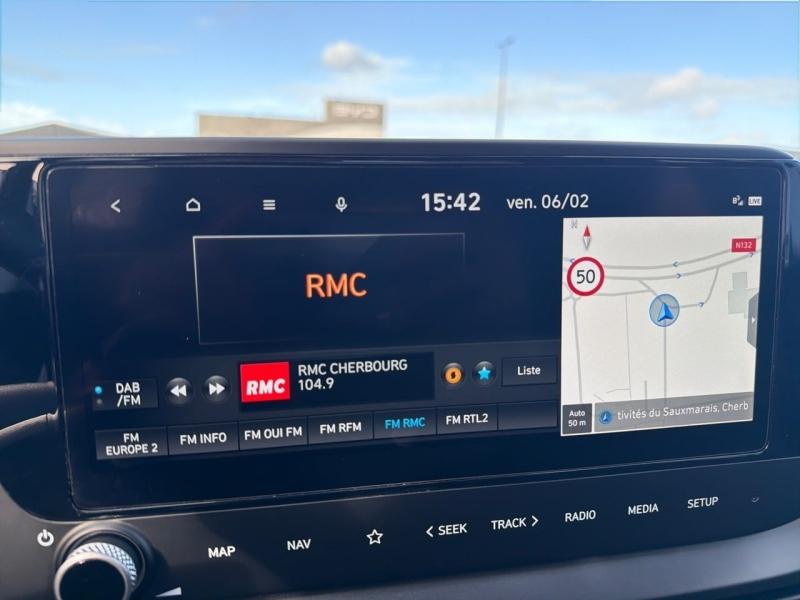 15:42 ven. 06/02
LIVE
N
N132
50
RMC
RMC
RMC CHERBOURG
104.9
Liste
DAB
/FM
FM
EUROPE 2
FM INFO
FM OUI FM
FM RFM
FM RMC
FM RTL2
Auto
50 m
tivités du Sauxmarais, Cherb
MAP
NAV
< SEEK
TRACK >
RADIO
MEDIA
SETUP